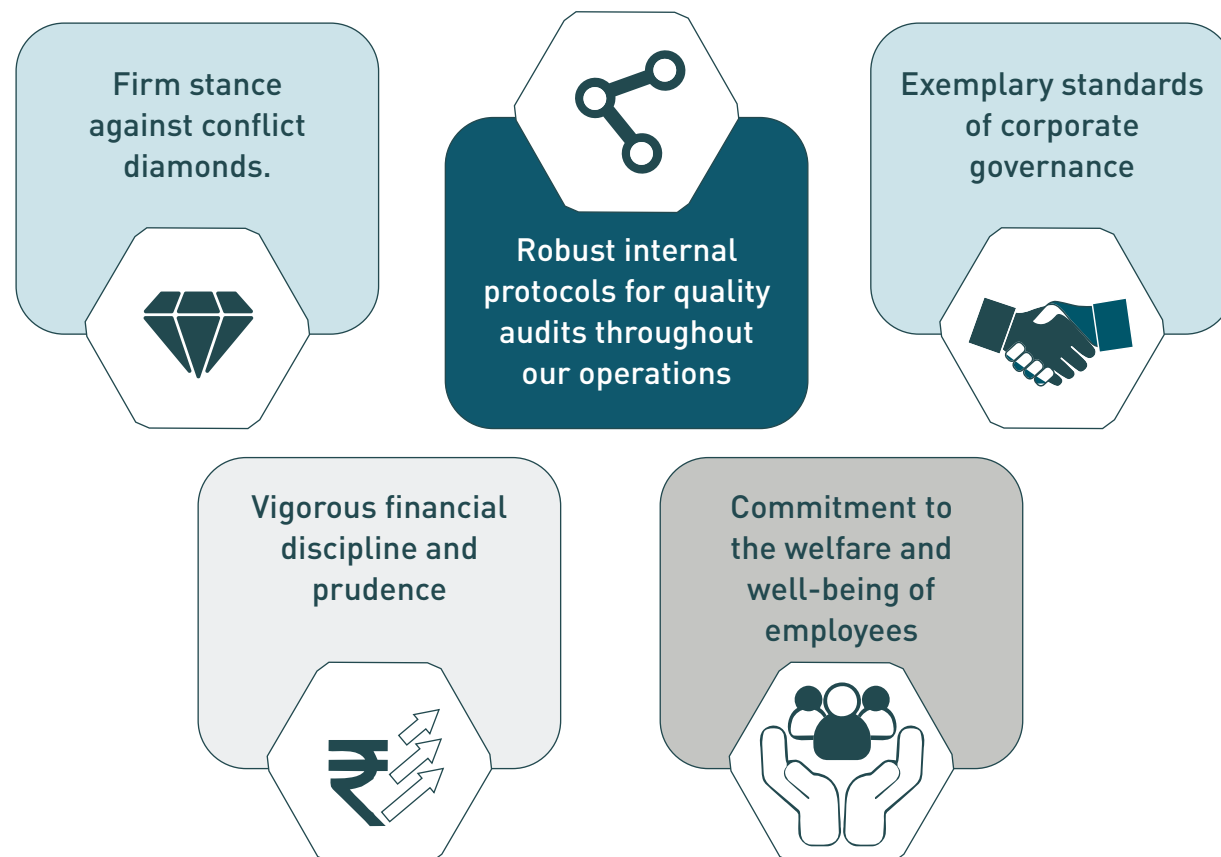 Firm stance
against conflict
diamonds.
Robust internal
protocols for quality
audits throughout
our operations
Exemplary standards
of corporate
governance
Vigorous financial
discipline and
prudence
₹
Commitment to
the welfare and
well-being of
employees